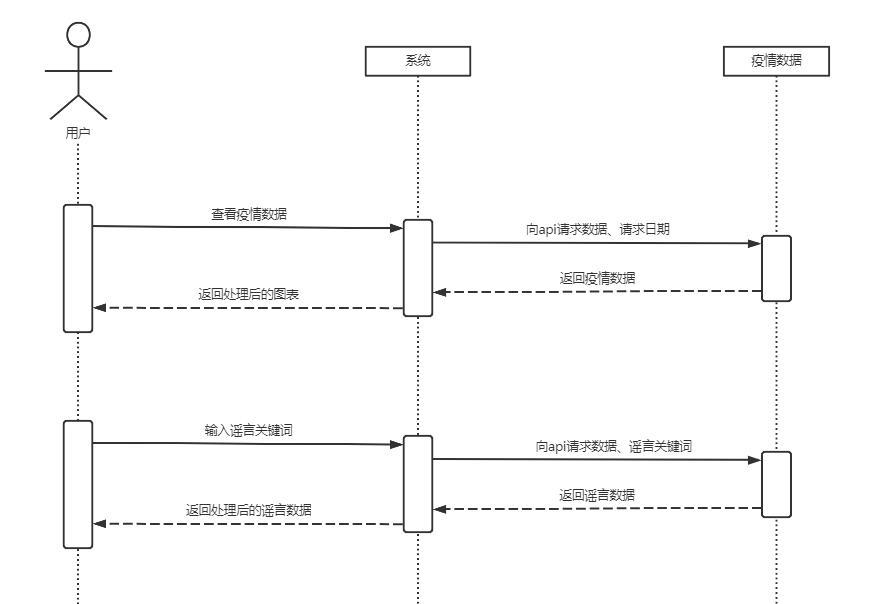 系统
疫情数据
用户
查看疫情数据
向api请求数据、请求日期
返回疫情数据
返回处理后的图表
输入谣言关键词
向api请求数据、谣言关键词
返回谣言数据
返回处理后的谣言数据